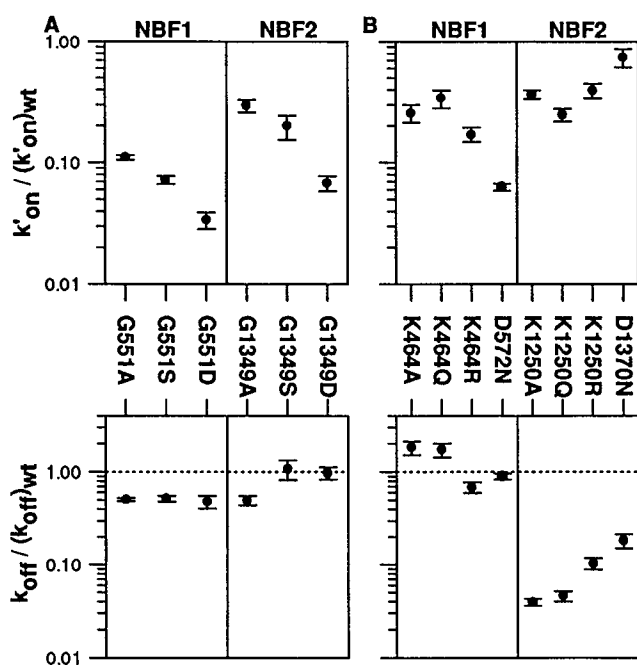 A NBF1 NBF2 B NBF1 NBF2
1.00
0.10
0.01
k'on / (k'on)wt
G551A G551S G551D G1349A G1349S G1349D K464A K464Q K464R D572N K1250A K1250Q K1250R D1370N
1.00
0.10
0.01
koff / (koff)wt